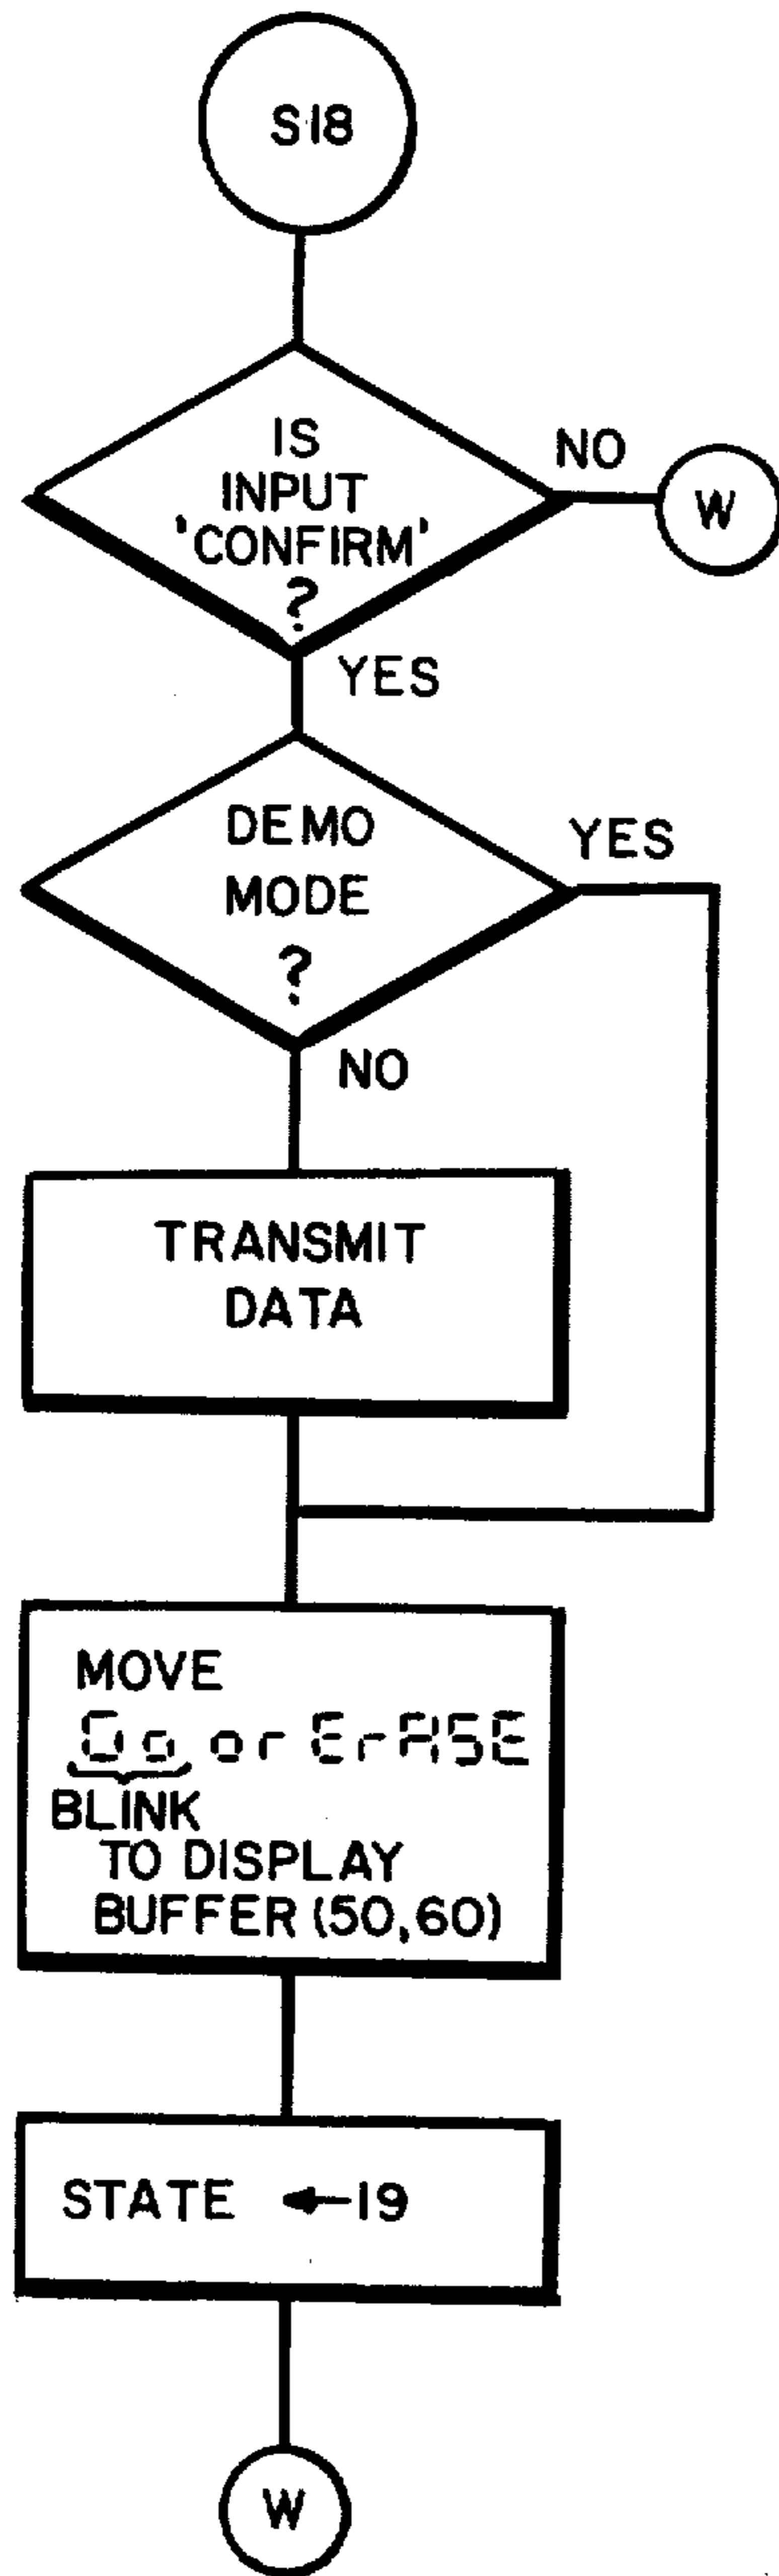 S18
IS
INPUT
'CONFIRM'
?
NO
W
YES
DEMO
MODE
?
YES
NO
TRANSMIT
DATA
MOVE
Do or ErASE
BLINK
TO DISPLAY
BUFFER (50,60)
STATE ←19
W